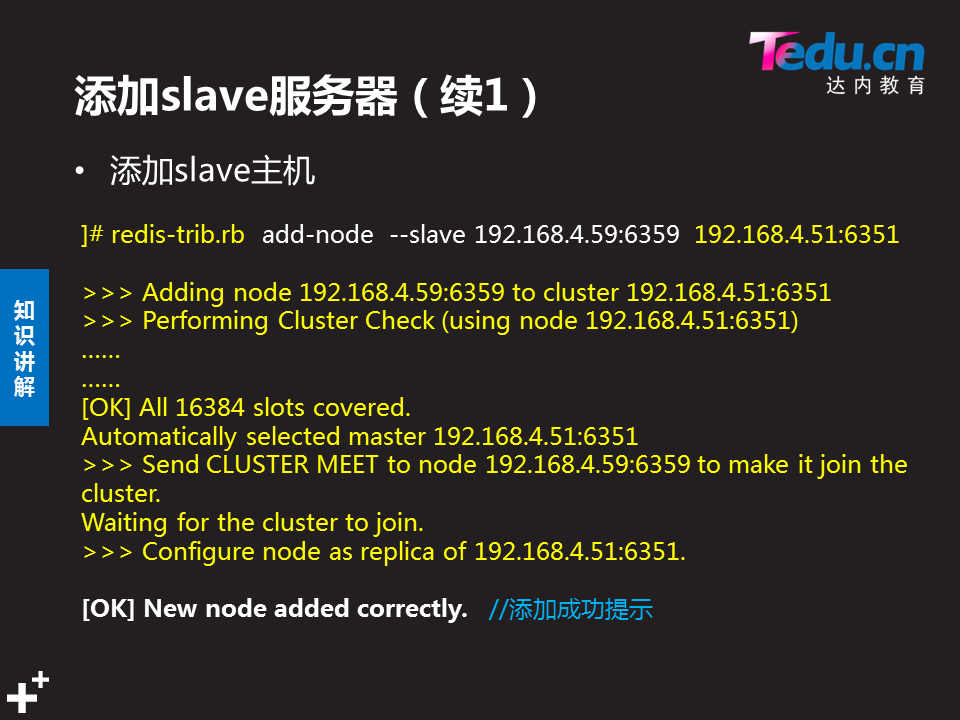 Tedu.cn
达内教育
添加slave服务器（续1）
• 添加slave主机
]# redis-trib.rb add-node --slave 192.168.4.59:6359 192.168.4.51:6351
>>> Adding node 192.168.4.59:6359 to cluster 192.168.4.51:6351
>>> Performing Cluster Check (using node 192.168.4.51:6351)
……
……
[OK] All 16384 slots covered.
Automatically selected master 192.168.4.51:6351
>>> Send CLUSTER MEET to node 192.168.4.59:6359 to make it join the
cluster.
Waiting for the cluster to join.
>>> Configure node as replica of 192.168.4.51:6351.
[OK] New node added correctly. //添加成功提示
知识讲解